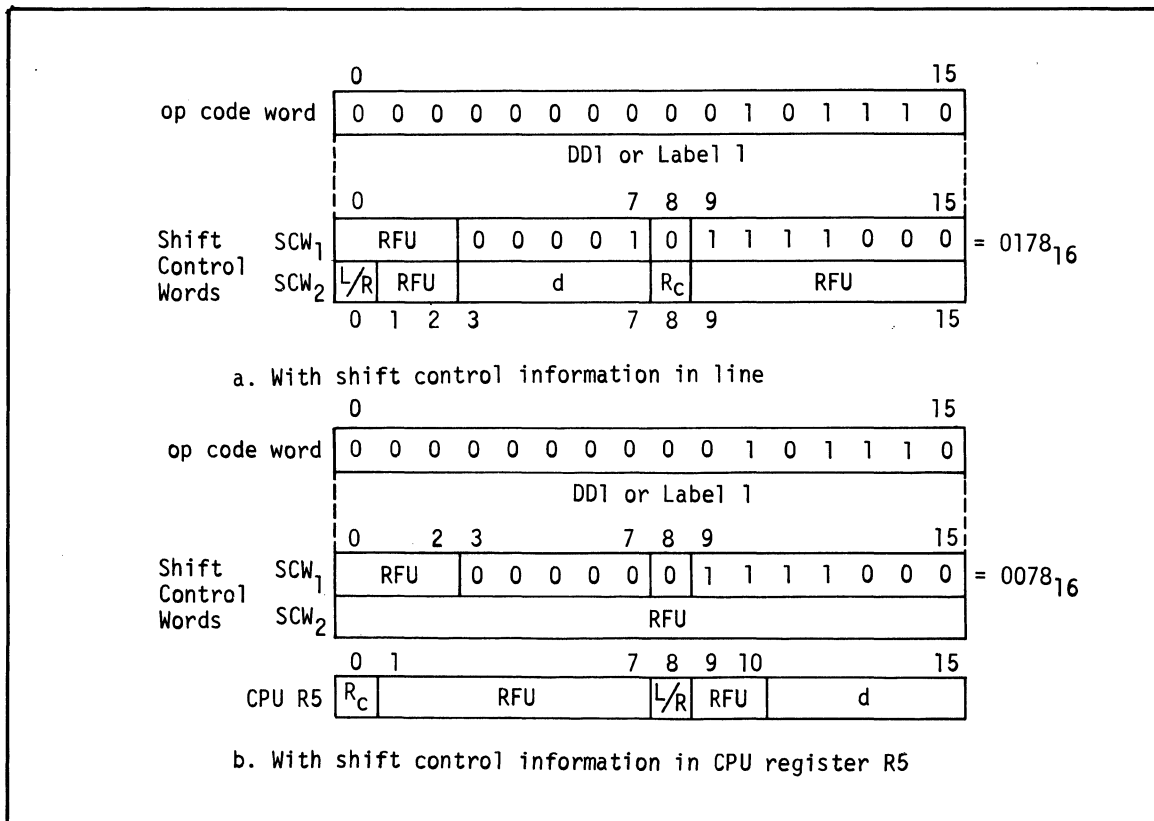 0 15
op code word 0 0 0 0 0 0 0 0 0 0 1 0 1 1 1 0
DD1 or Label 1
0 7 8 9 15
Shift Control Words
SCW1 RFU 0 0 0 0 1 0 1 1 1 1 0 0 0 = 017816
SCW2 L/R RFU d RC RFU
0 1 2 3 7 8 9 15
a. With shift control information in line
0 15
op code word 0 0 0 0 0 0 0 0 0 0 1 0 1 1 1 0
DD1 or Label 1
0 2 3 7 8 9 15
Shift Control Words
SCW1 RFU 0 0 0 0 0 0 1 1 1 1 0 0 0 = 007816
SCW2 RFU
0 1 7 8 9 10 15
CPU R5 RC RFU L/R RFU d
b. With shift control information in CPU register R5